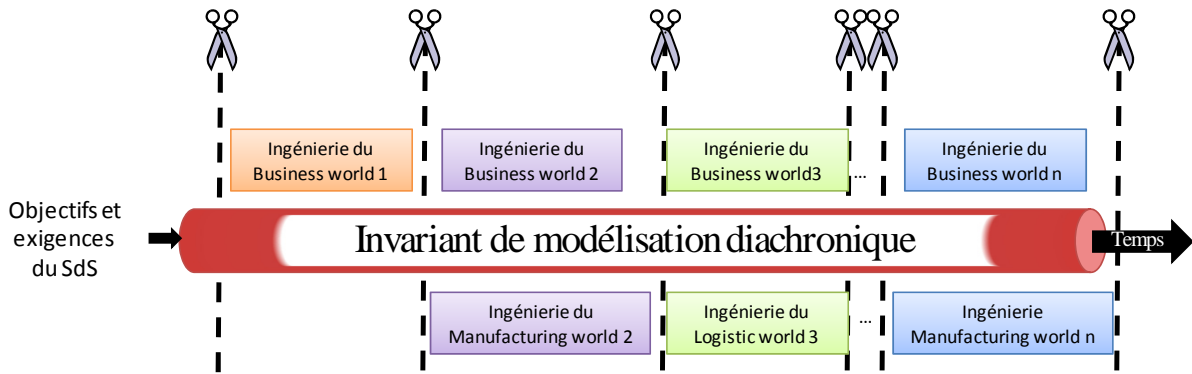 Ingénierie du
Business world 1
Ingénierie du
Business world 2
Ingénierie du
Business world3
...
Ingénierie du
Business world n
Objectifs et
exigences
du SdS
Invariant de modélisation diachronique
Temps
Ingénierie du
Manufacturing world 2
Ingénierie du
Logistic world 3
...
Ingénierie
Manufacturing world n